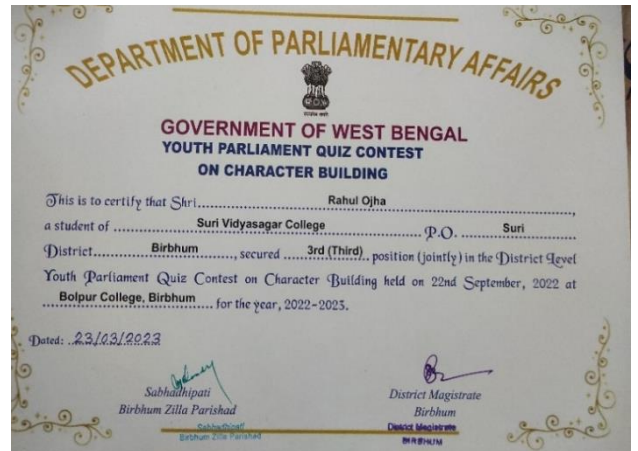 DEPARTMENT OF PARLIAMENTARY AFFAIRS
GOVERNMENT OF WEST BENGAL
YOUTH PARLIAMENT QUIZ CONTEST
ON CHARACTER BUILDING
This is to certify that Shri Rahul Ojha
a student of Suri Vidyasagar College P.O. Suri
District Birbhum, secured 3rd (Third) position (jointly) in the District Level
Youth Parliament Quiz Contest on Character Building held on 22nd September, 2022 at
Bolpur College, Birbhum for the year, 2022-2023.
Dated: 23/03/2023
Sabhadhipati
Birbhum Zilla Parishad
Sabhadhipati
Birbhum Zilla Parishad
District Magistrate
Birbhum
District Magistrate
BIRBHUM